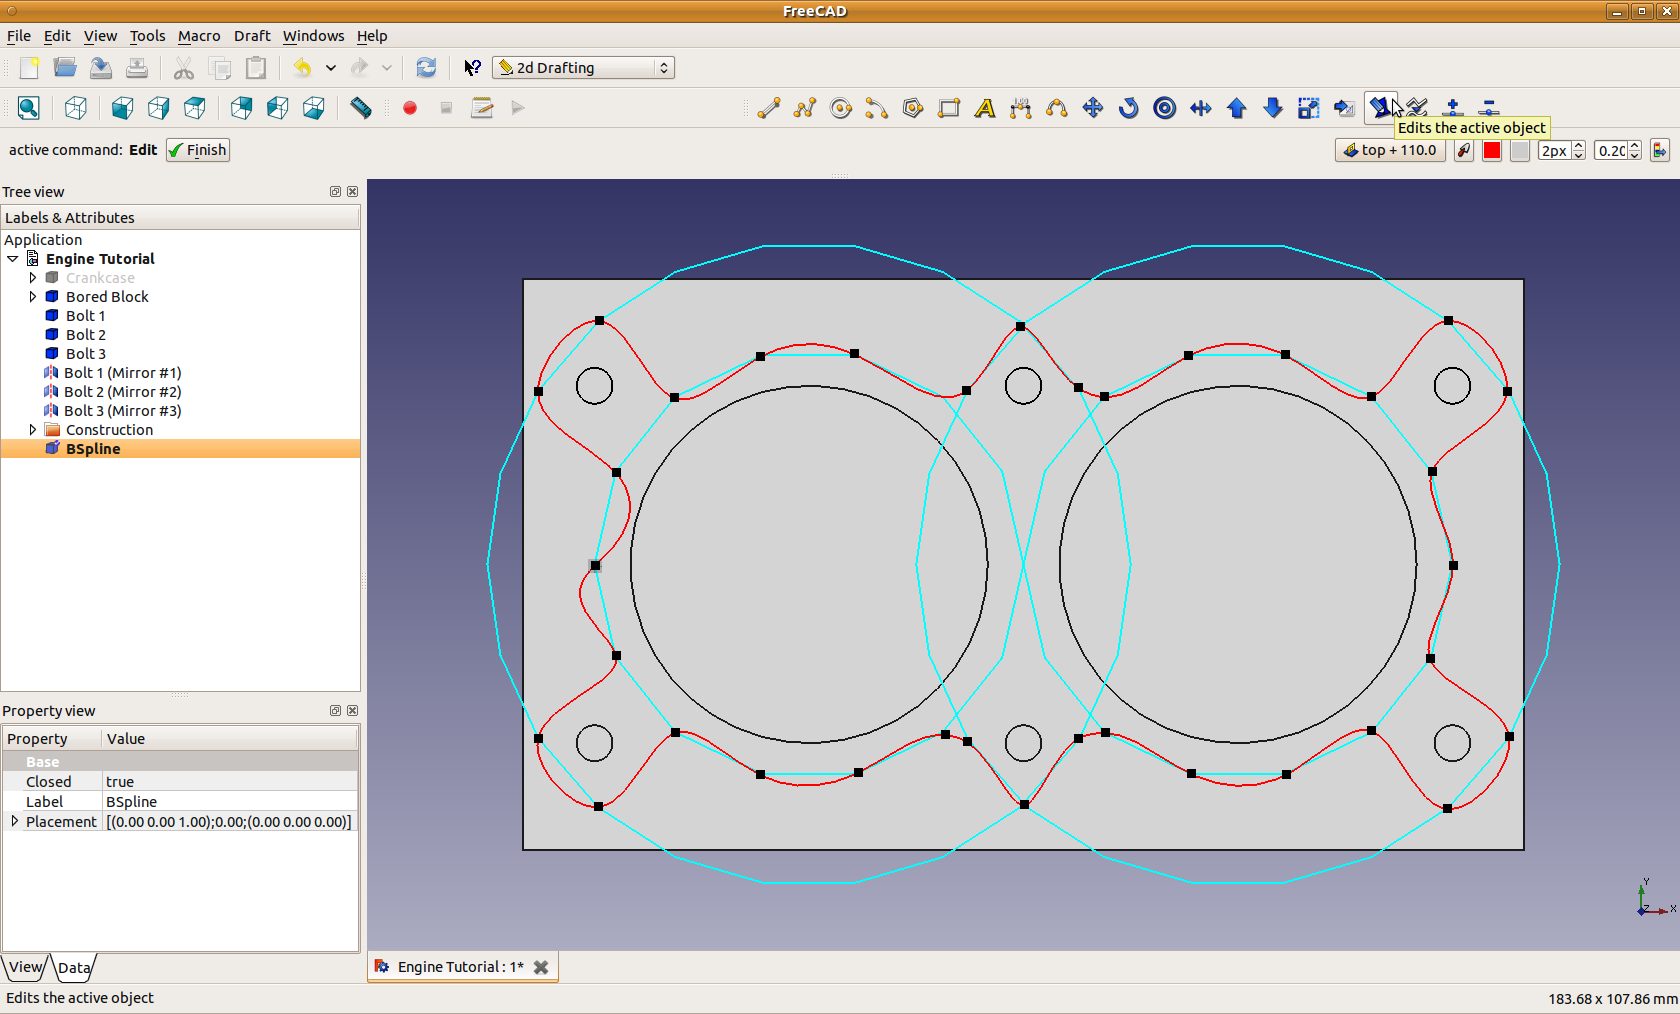 FreeCAD
File Edit View Tools Macro Draft Windows Help
2d Drafting
Edits the active object
active command: Edit Finish
top + 110.0
2px
0.20
Tree view
Labels & Attributes
Application
Engine Tutorial
Crankcase
Bored Block
Bolt 1
Bolt 2
Bolt 3
Bolt 1 (Mirror #1)
Bolt 2 (Mirror #2)
Bolt 3 (Mirror #3)
Construction
BSpline
Property view
Property Value
Base
Closed true
Label BSpline
Placement [(0.00 0.00 1.00);0.00;(0.00 0.00 0.00)]
View Data
Y
Z
X
Engine Tutorial : 1*
Edits the active object
183.68 x 107.86 mm